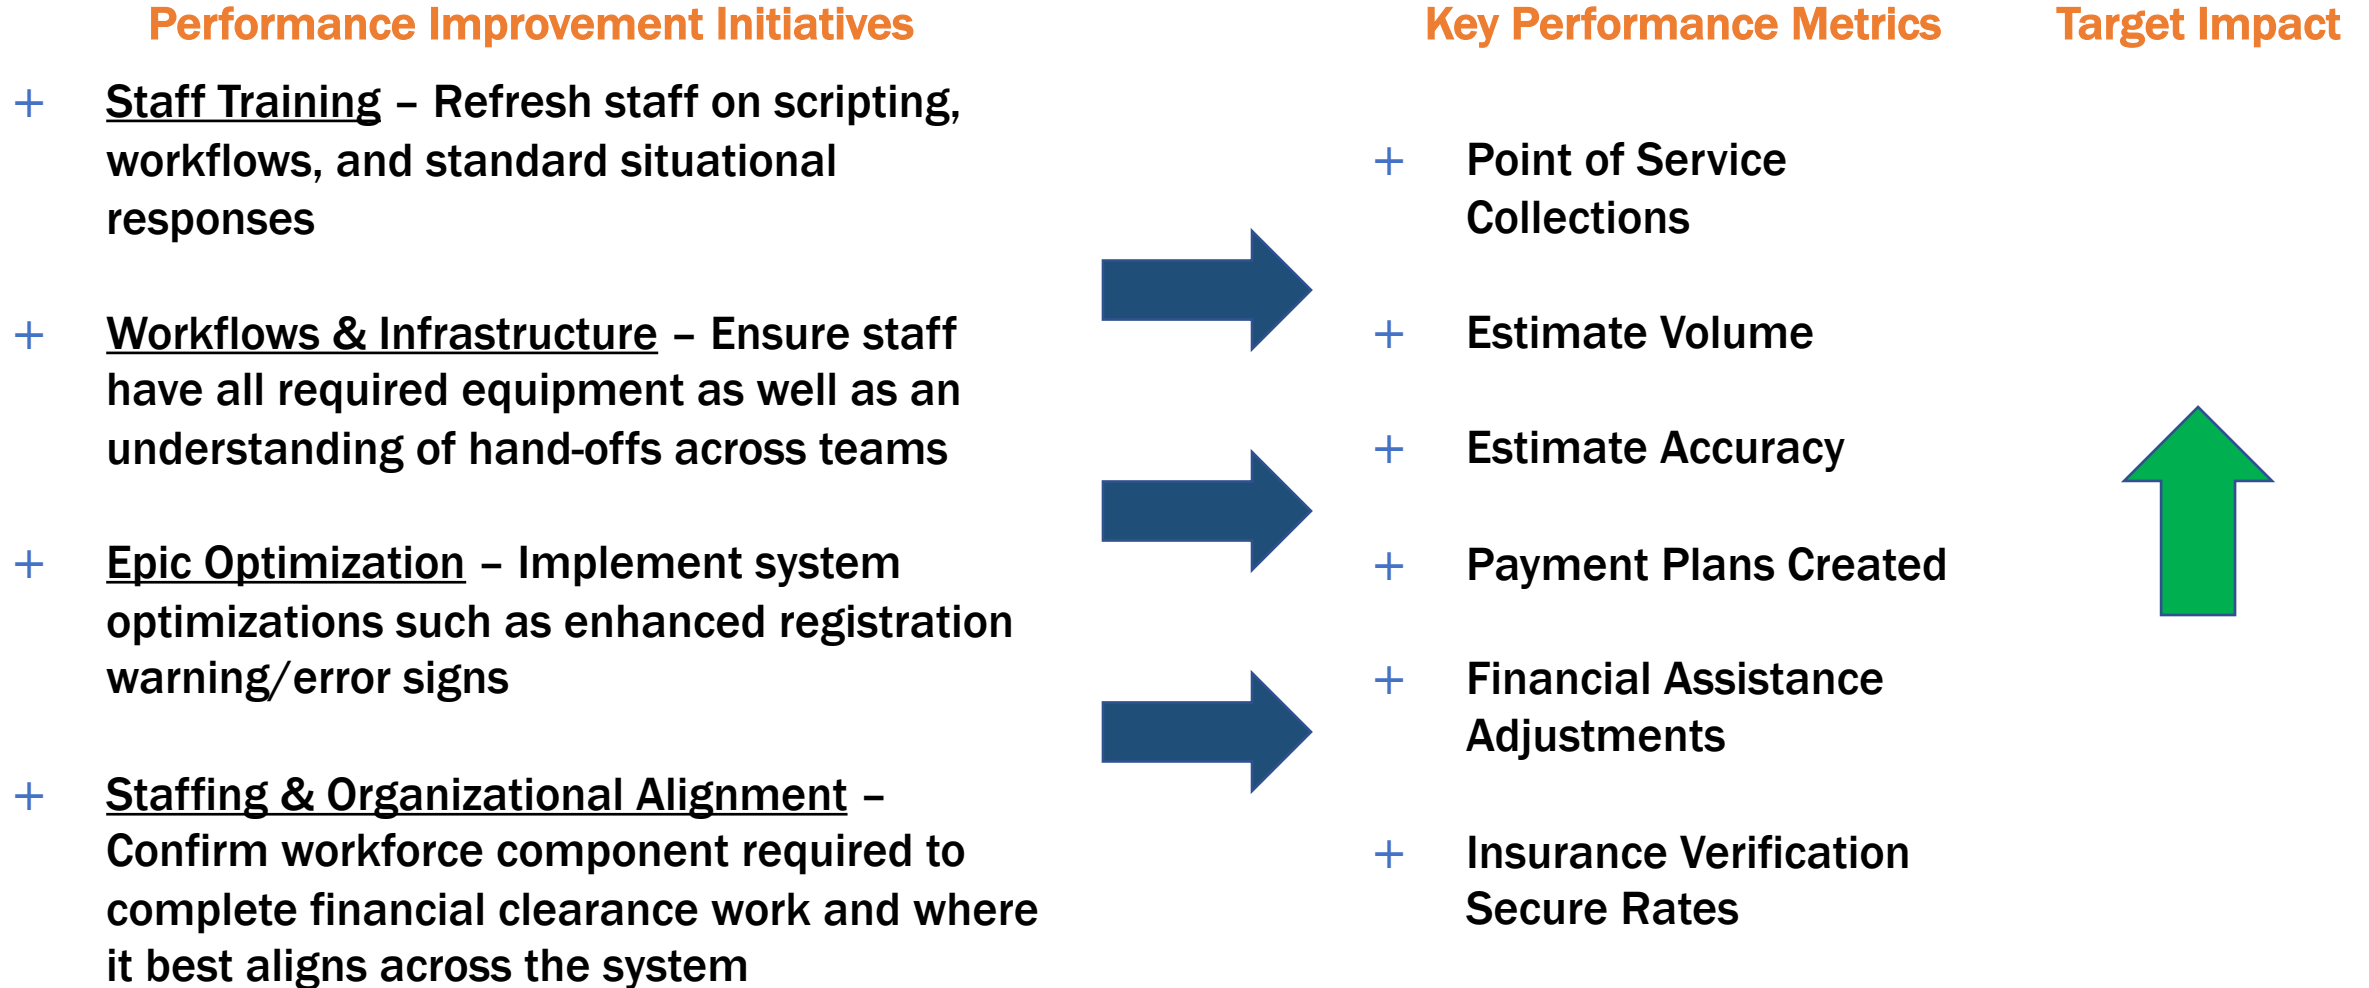 Performance Improvement Initiatives
+ Staff Training – Refresh staff on scripting,
workflows, and standard situational
responses
+ Workflows & Infrastructure – Ensure staff
have all required equipment as well as an
understanding of hand-offs across teams
+ Epic Optimization – Implement system
optimizations such as enhanced registration
warning/error signs
+ Staffing & Organizational Alignment –
Confirm workforce component required to
complete financial clearance work and where
it best aligns across the system
Key Performance Metrics
+ Point of Service
Collections
+ Estimate Volume
+ Estimate Accuracy
+ Payment Plans Created
+ Financial Assistance
Adjustments
+ Insurance Verification
Secure Rates
Target Impact